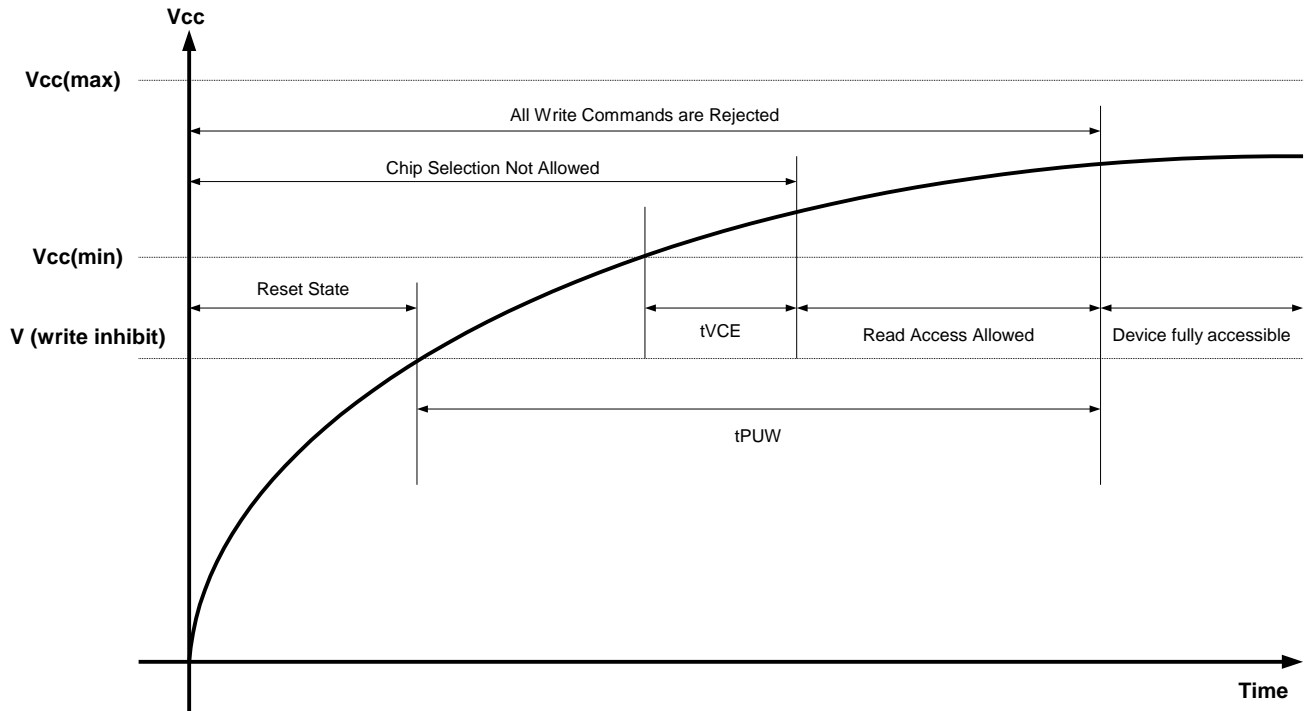 Vcc
Vcc(max)
All Write Commands are Rejected
Chip Selection Not Allowed
Vcc(min)
Reset State
V (write inhibit)
tVCE
Read Access Allowed
Device fully accessible
tPUW
Time